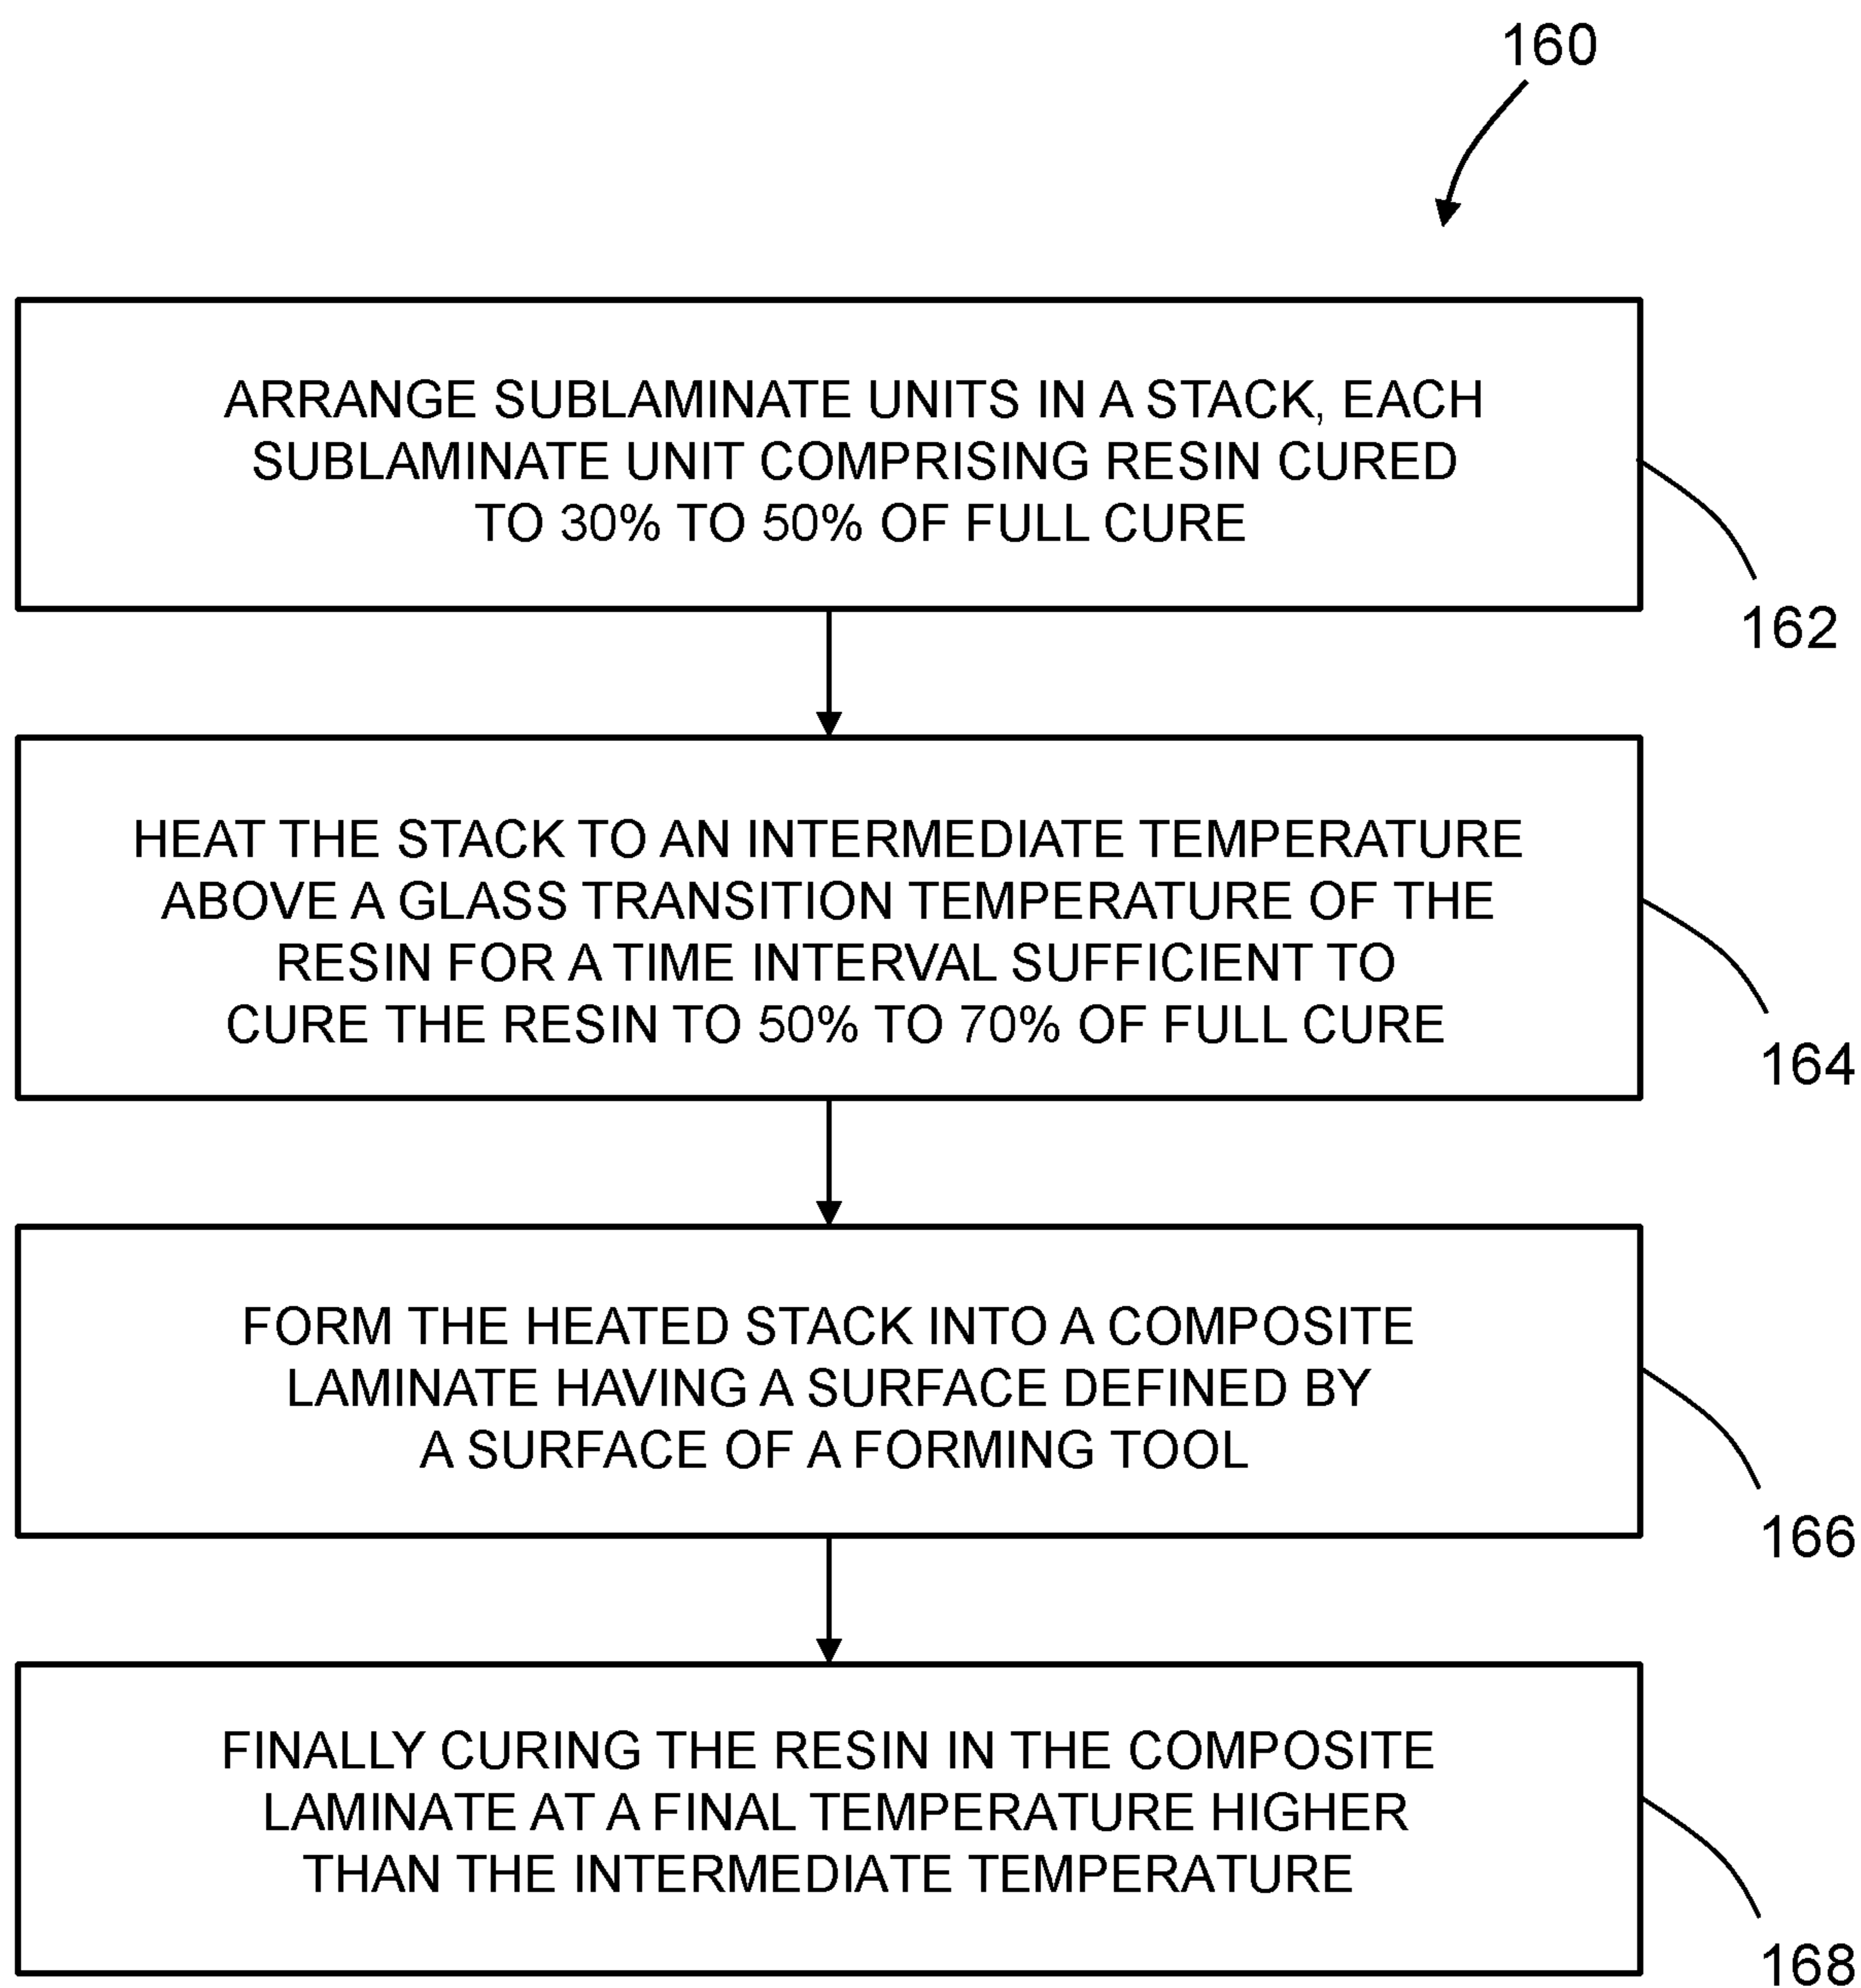 160
ARRANGE SUBLAMINATE UNITS IN A STACK, EACH
SUBLAMINATE UNIT COMPRISING RESIN CURED
TO 30% TO 50% OF FULL CURE
162
HEAT THE STACK TO AN INTERMEDIATE TEMPERATURE
ABOVE A GLASS TRANSITION TEMPERATURE OF THE
RESIN FOR A TIME INTERVAL SUFFICIENT TO
CURE THE RESIN TO 50% TO 70% OF FULL CURE
164
FORM THE HEATED STACK INTO A COMPOSITE
LAMINATE HAVING A SURFACE DEFINED BY
A SURFACE OF A FORMING TOOL
166
FINALLY CURING THE RESIN IN THE COMPOSITE
LAMINATE AT A FINAL TEMPERATURE HIGHER
THAN THE INTERMEDIATE TEMPERATURE
168